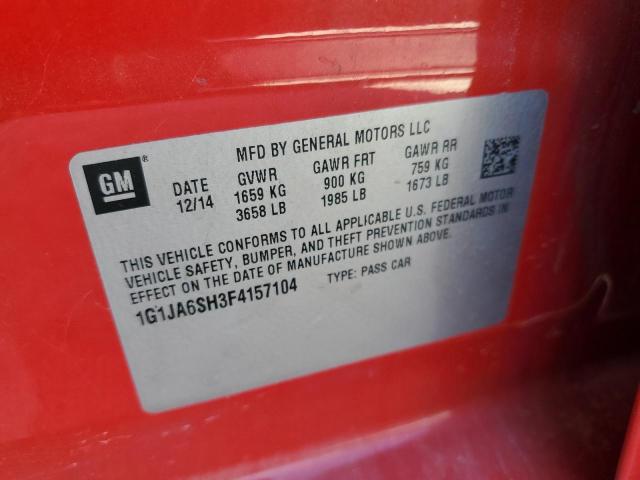 MFD BY GENERAL MOTORS LLC
GM®
DATE GVWR GAWR FRT GAWR RR
12/14 1659 KG 900 KG 759 KG
3658 LB 1985 LB 1673 LB
THIS VEHICLE CONFORMS TO ALL APPLICABLE U.S. FEDERAL MOTOR
VEHICLE SAFETY, BUMPER, AND THEFT PREVENTION STANDARDS IN
EFFECT ON THE DATE OF MANUFACTURE SHOWN ABOVE.
1G1JA6SH3F4157104 TYPE: PASS CAR